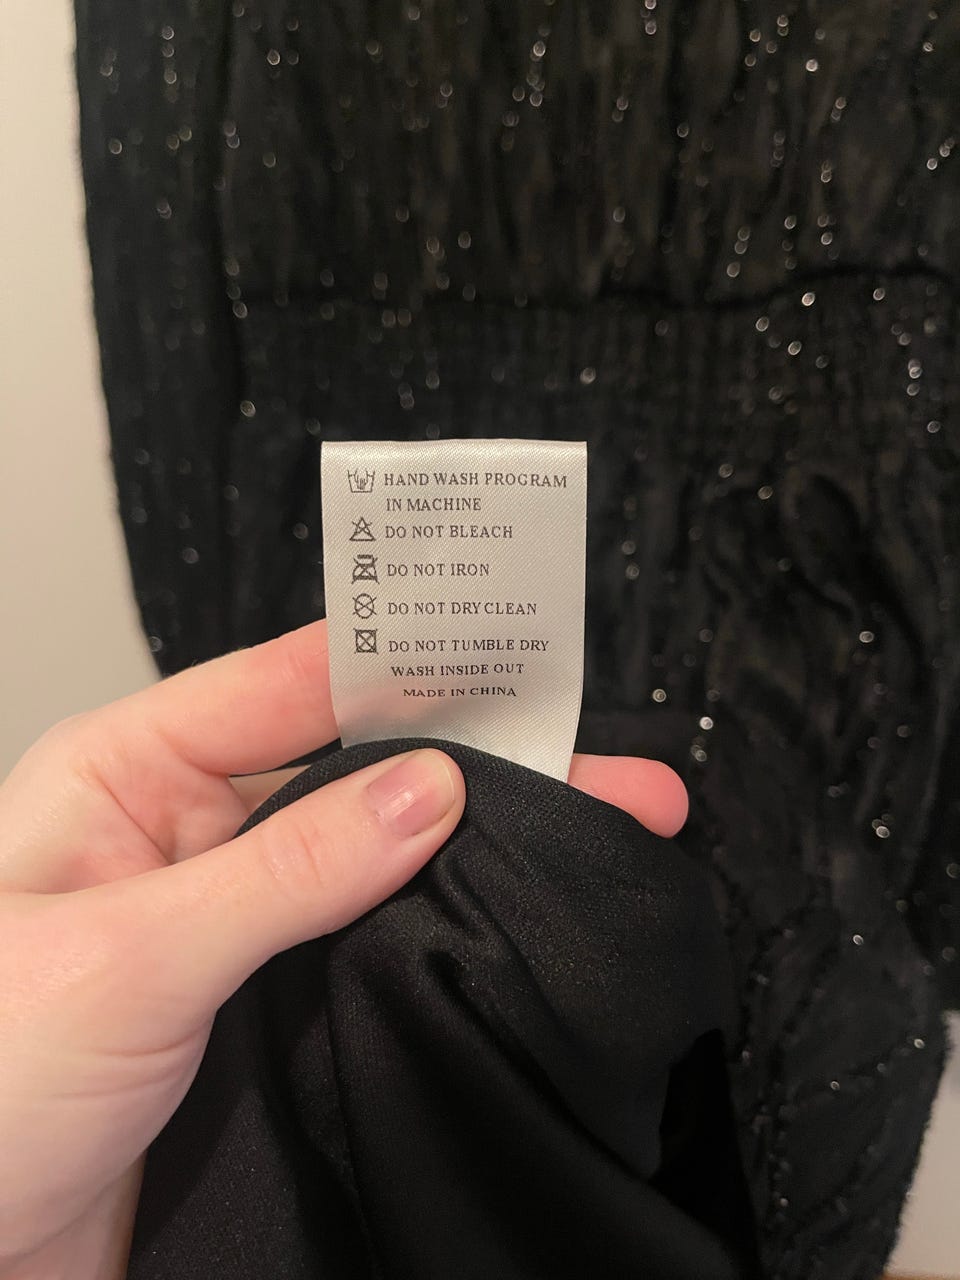 HAND WASH PROGRAM
IN MACHINE
DO NOT BLEACH
DO NOT IRON
DO NOT DRY CLEAN
DO NOT TUMBLE DRY
WASH INSIDE OUT
MADE IN CHINA